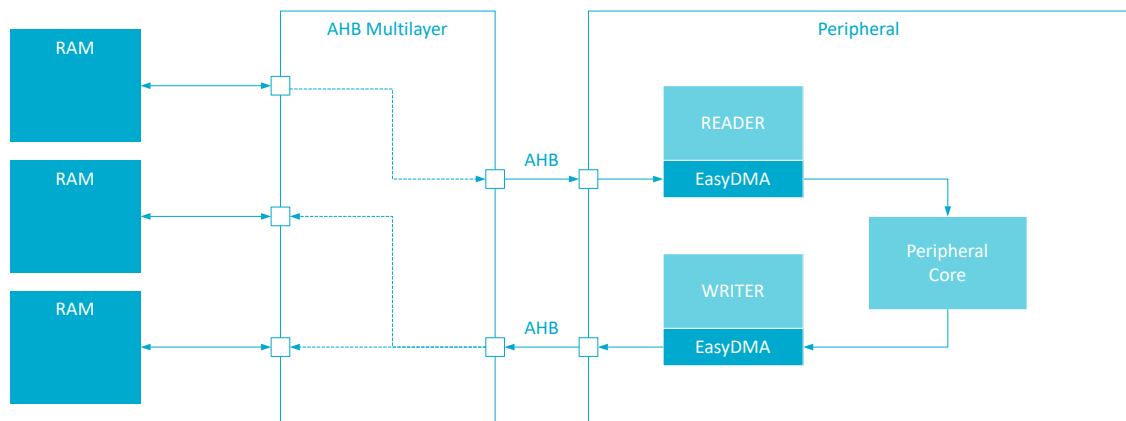 AHB Multilayer
Peripheral
RAM
READER
AHB
EasyDMA
RAM
Peripheral
Core
WRITER
RAM
AHB
EasyDMA